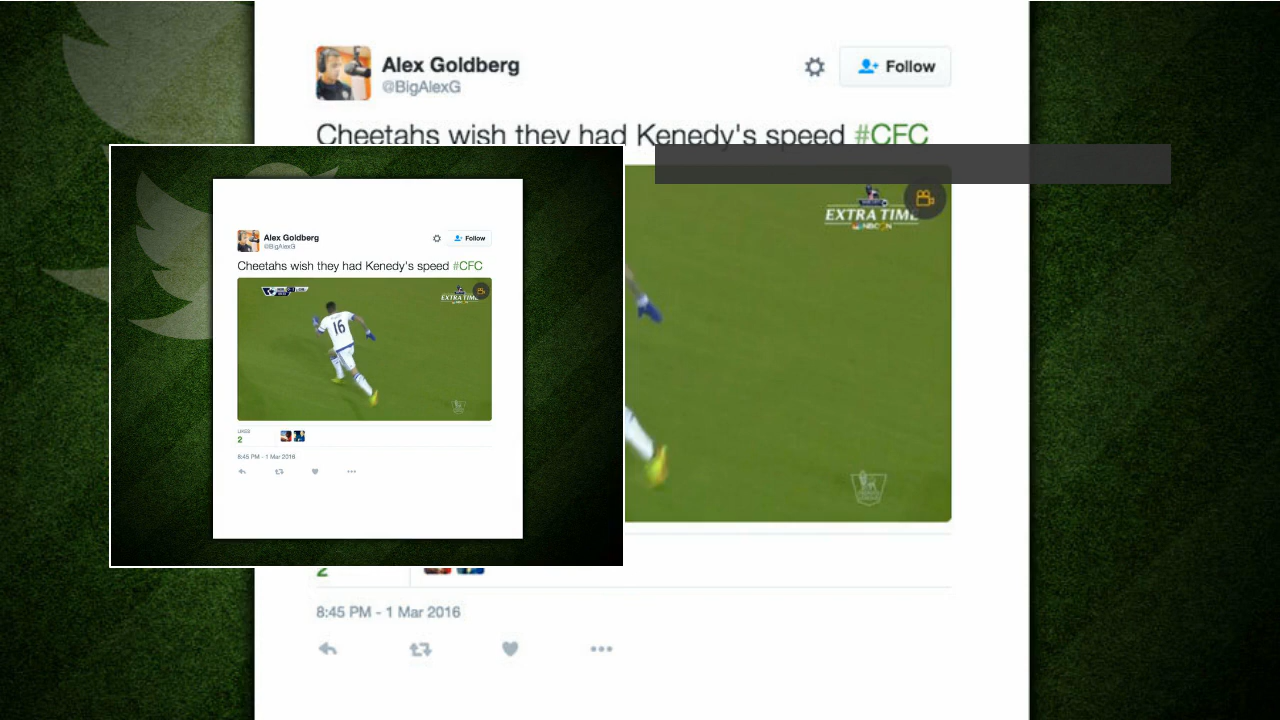 Alex Goldberg
@BigAlexG
Follow
Cheetahs wish they had Kenedy's speed #CFC
EXTRA TIME
NBCSN
2
8:45 PM - 1 Mar 2016
Alex Goldberg
@BigAlexG
Follow
Cheetahs wish they had Kenedy's speed #CFC
EXTRA TIME
16
LIKES
2
8:45 PM - 1 Mar 2016